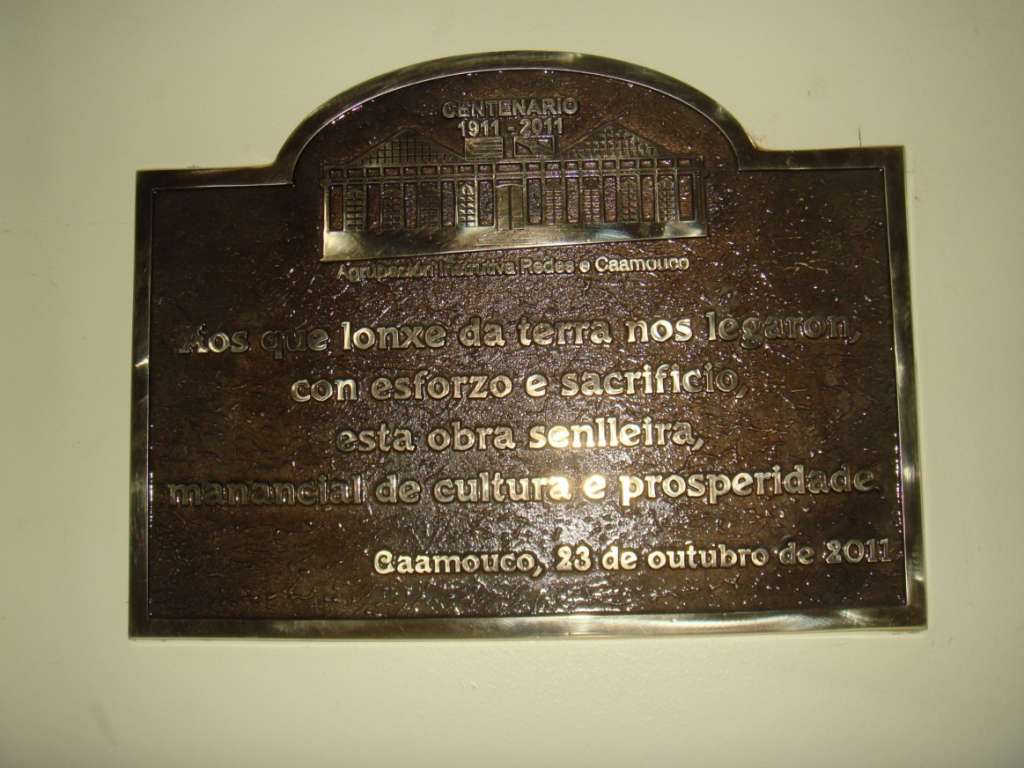 CENTENARIO
1911 - 2011
Agrupación Instructiva Redes e Caamouco
Aos que lonxe da terra nos legaron,
con esforzo e sacrificio,
esta obra senlleira,
manancial de cultura e prosperidade
Caamouco, 23 de outubro de 2011